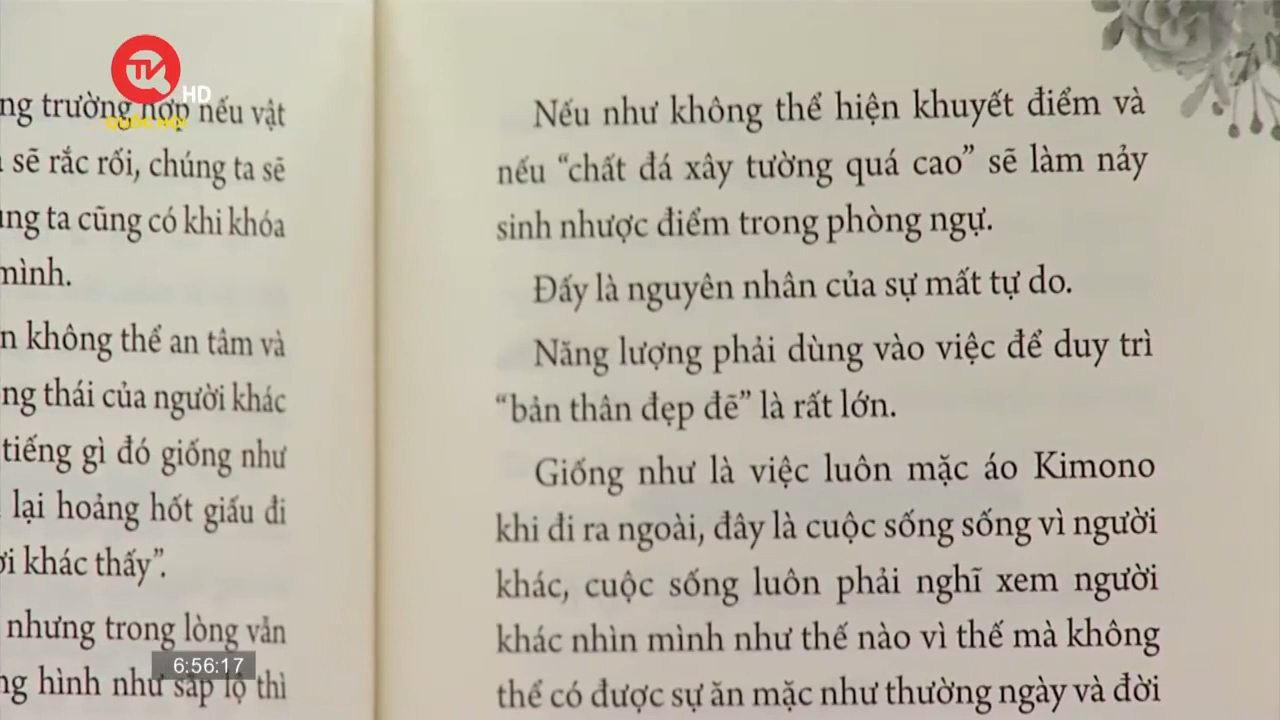 TV
HD
QUỐC HỘI
ng trường hợp nếu vật
sẽ rắc rối, chúng ta sẽ
ng ta cũng có khi khóa
mình.
n không thể an tâm và
ng thái của người khác
tiếng gì đó giống như
lại hoảng hốt giấu đi
ời khác thấy”.
nhưng trong lòng vẫn
ng hình như sắp lộ thì
Nếu như không thể hiện khuyết điểm và
nếu “chất đá xây tường quá cao” sẽ làm nảy
sinh nhược điểm trong phòng ngự.
Đấy là nguyên nhân của sự mất tự do.
Năng lượng phải dùng vào việc để duy trì
“bản thân đẹp đẽ” là rất lớn.
Giống như là việc luôn mặc áo Kimono
khi đi ra ngoài, đây là cuộc sống sống vì người
khác, cuộc sống luôn phải nghĩ xem người
khác nhìn mình như thế nào vì thế mà không
thể có được sự ăn mặc như thường ngày và đời
6:56:17